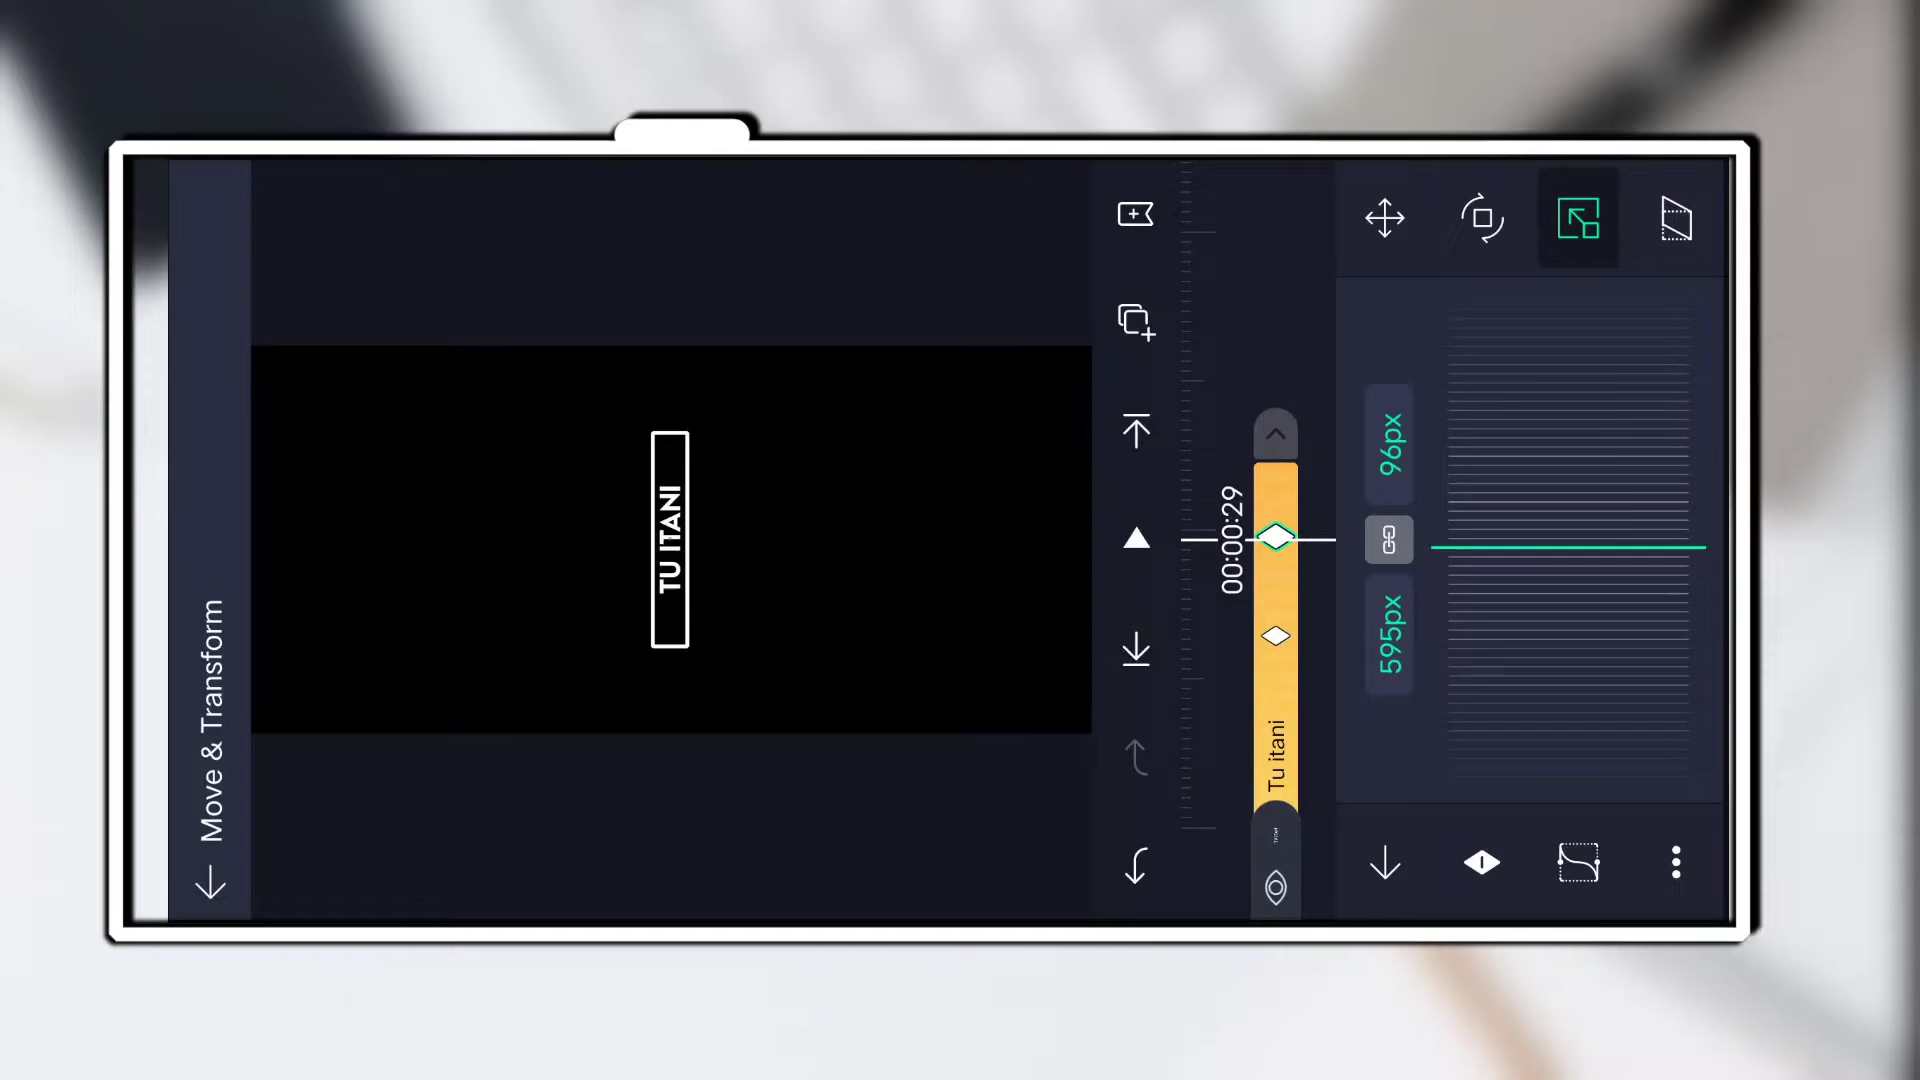 Move & Transform
TU ITANI
00:00:29
Tu itani
595px
96px